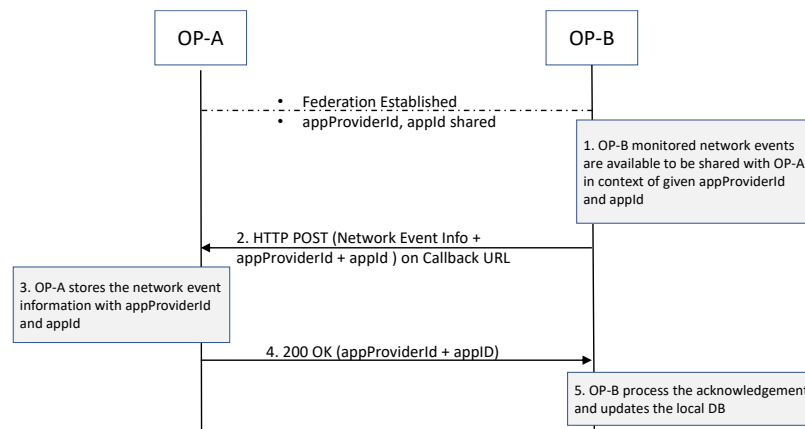 OP-A
OP-B
• Federation Established
• appProviderId, appId shared
1. OP-B monitored network events
are available to be shared with OP-A
in context of given appProviderId
and appId
2. HTTP POST (Network Event Info +
appProviderId + appId ) on Callback URL
3. OP-A stores the network event
information with appProviderId
and appId
4. 200 OK (appProviderId + appID)
5. OP-B process the acknowledgement
and updates the local DB